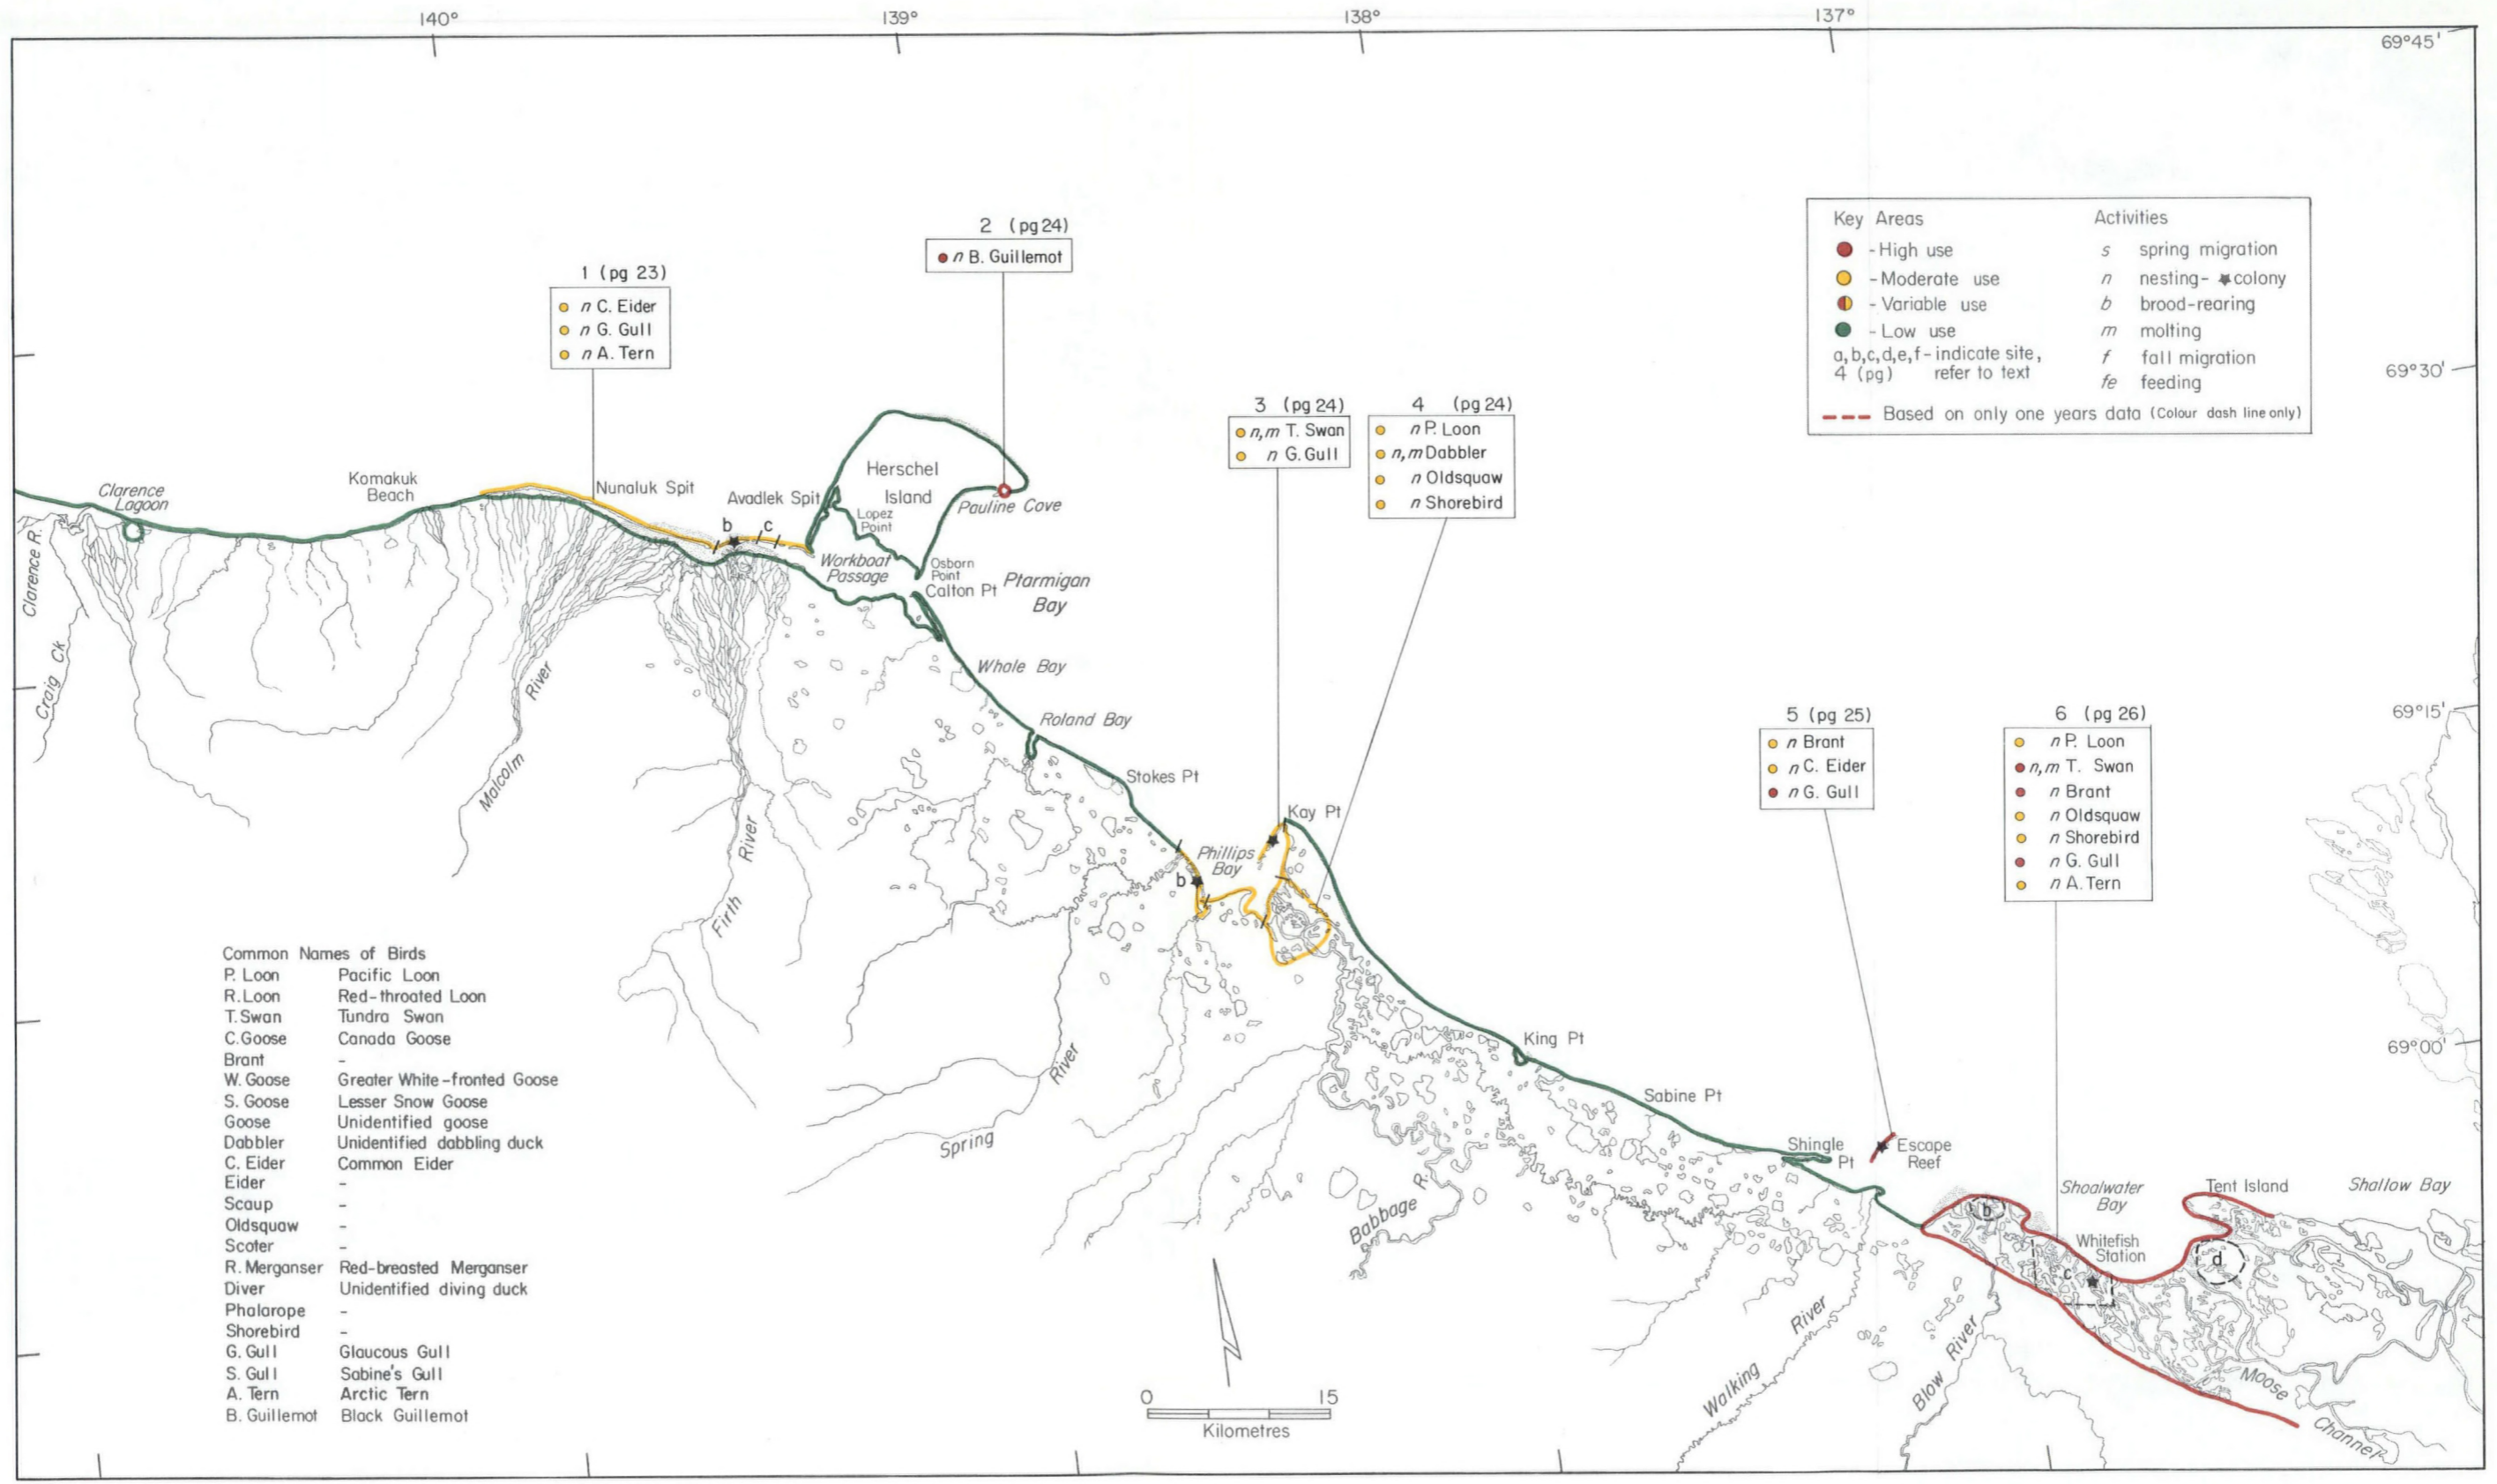 140°
139°
138°
137°
69°45'
69°30'
69°15'
69°00'
Key Areas
- High use
- Moderate use
- Variable use
- Low use
a,b,c,d,e,f - indicate site,
4 (pg) refer to text
Activities
s spring migration
n nesting- ★colony
b brood-rearing
m molting
f fall migration
fe feeding
Based on only one years data (Colour dash line only)
1 (pg 23)
n C. Eider
n G. Gull
n A. Tern
2 (pg 24)
n B. Guillemot
3 (pg 24)
n,m T. Swan
n G. Gull
4 (pg 24)
n P. Loon
n,m Dabbler
n Oldsquaw
n Shorebird
5 (pg 25)
n Brant
n C. Eider
n G. Gull
6 (pg 26)
n P. Loon
n,m T. Swan
n Brant
n Oldsquaw
n Shorebird
n G. Gull
n A. Tern
Clarence
Lagoon
Komakuk
Beach
Nunaluk Spit
Avadlek Spit
b
c
Herschel
Island
Lopez
Point
Pauline Cove
Workboat
Passage
Osborn
Point
Calton Pt
Ptarmigan
Bay
Clarence R.
Craig Ck
Malcolm
River
Firth
River
Whale Bay
Roland Bay
Stokes Pt
Kay Pt
Phillips
Bay
b
Spring
River
King Pt
Sabine Pt
Babbage R.
Shingle
Pt
Escape
Reef
Shoalwater
Bay
Tent Island
Shallow Bay
Whitefish
Station
b
c
d
Walking
River
Blow
River
Moose
Channel
Common Names of Birds
P. Loon Pacific Loon
R. Loon Red-throated Loon
T. Swan Tundra Swan
C. Goose Canada Goose
Brant -
W. Goose Greater White-fronted Goose
S. Goose Lesser Snow Goose
Goose Unidentified goose
Dabbler Unidentified dabbling duck
C. Eider Common Eider
Eider -
Scaup -
Oldsquaw -
Scoter -
R. Merganser Red-breasted Merganser
Diver Unidentified diving duck
Phalarope -
Shorebird -
G. Gull Glaucous Gull
S. Gull Sabine's Gull
A. Tern Arctic Tern
B. Guillemot Black Guillemot
0 15
Kilometres